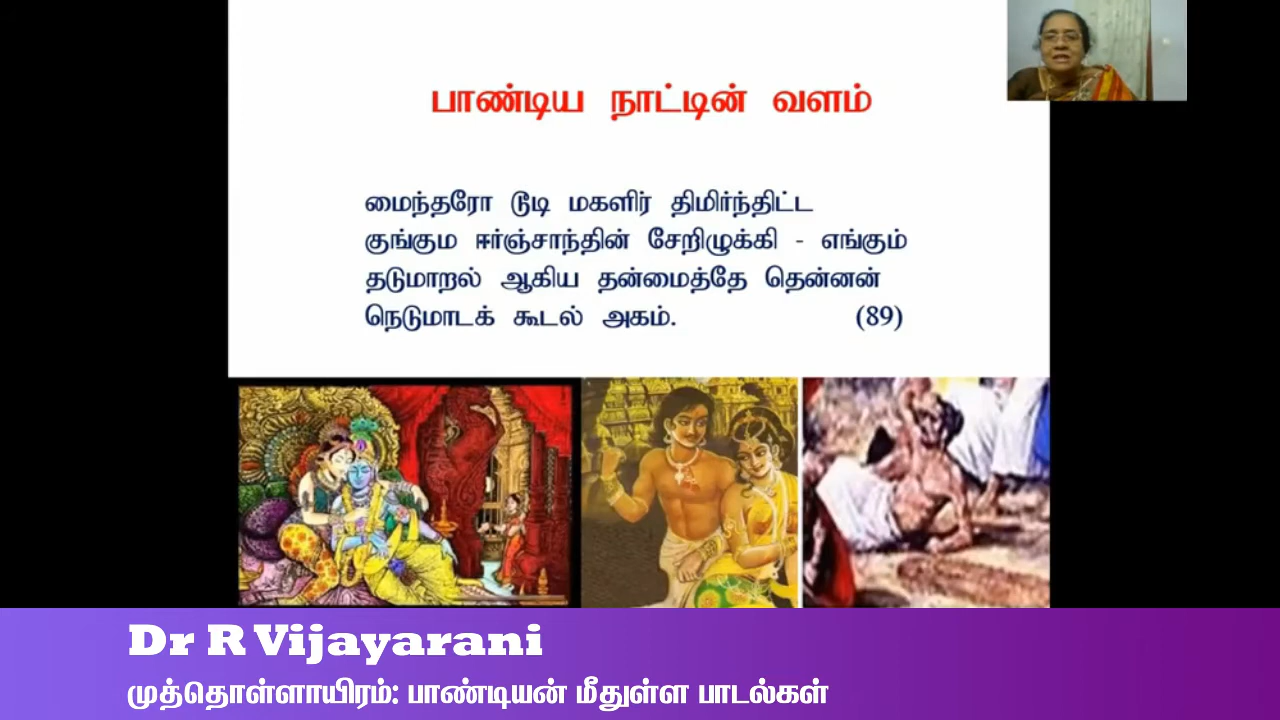 பாண்டிய நாட்டின் வளம்
மைந்தரோ டூடி மகளிர் திமிர்ந்திட்ட
குங்கும ஈர்ஞ்சாந்தின் சேறிழுக்கி - எங்கும்
தடுமாறல் ஆகிய தன்மைத்தே தென்னன்
நெடுமாடக் கூடல் அகம். (89)
Dr R Vijayarani
முத்தொள்ளாயிரம்: பாண்டியன் மீதுள்ள பாடல்கள்